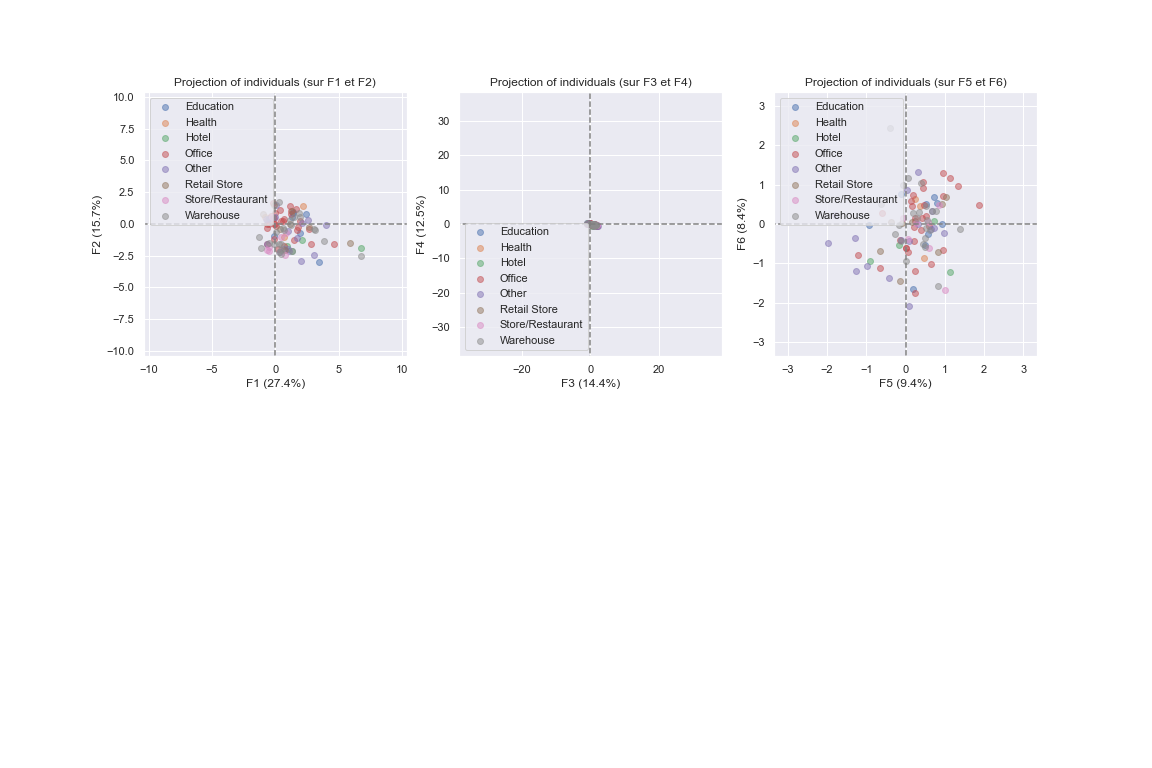 Projection of individuals (sur F1 et F2)
10.0
7.5
5.0
2.5
0.0
−2.5
−5.0
−7.5
−10.0
F2 (15.7%)
Education
Health
Hotel
Office
Other
Retail Store
Store/Restaurant
Warehouse
−10
−5
0
5
10
F1 (27.4%)
Projection of individuals (sur F3 et F4)
30
20
10
0
−10
−20
−30
F4 (12.5%)
Education
Health
Hotel
Office
Other
Retail Store
Store/Restaurant
Warehouse
−20
0
20
F3 (14.4%)
Projection of individuals (sur F5 et F6)
3
2
1
0
−1
−2
−3
F6 (8.4%)
Education
Health
Hotel
Office
Other
Retail Store
Store/Restaurant
Warehouse
−3
−2
−1
0
1
2
3
F5 (9.4%)